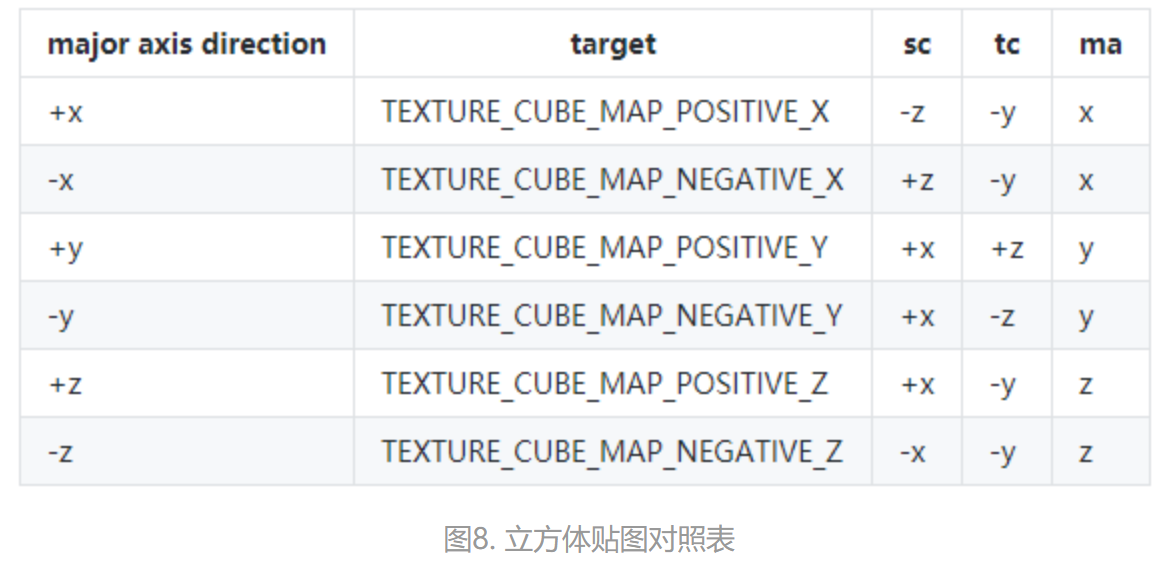 major axis direction target sc tc ma
+x TEXTURE_CUBE_MAP_POSITIVE_X -z -y x
-x TEXTURE_CUBE_MAP_NEGATIVE_X +z -y x
+y TEXTURE_CUBE_MAP_POSITIVE_Y +x +z y
-y TEXTURE_CUBE_MAP_NEGATIVE_Y +x -z y
+z TEXTURE_CUBE_MAP_POSITIVE_Z +x -y z
-z TEXTURE_CUBE_MAP_NEGATIVE_Z -x -y z
图8. 立方体贴图对照表